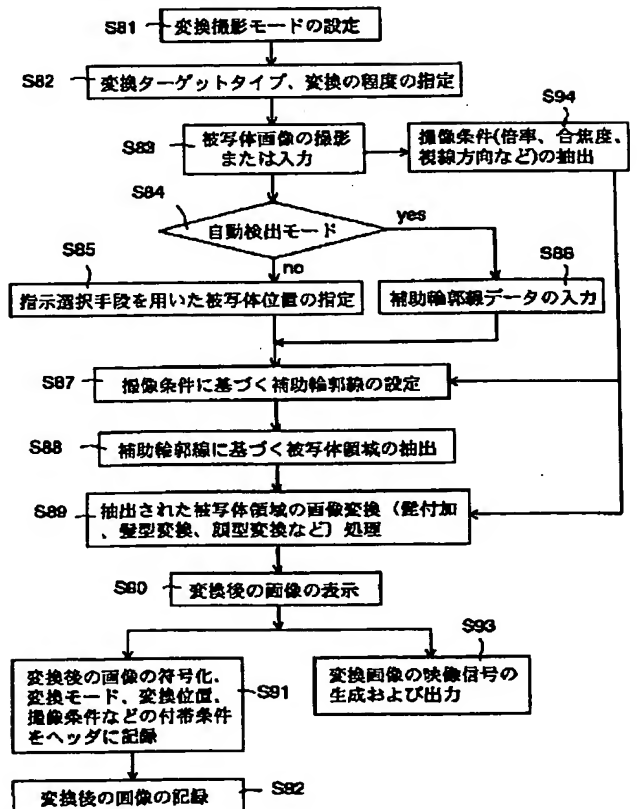 S81
変換撮影モードの設定
S82
変換ターゲットタイプ、変換の程度の指定
S94
S83
被写体画像の撮影
または入力
撮像条件(倍率、合焦度、
視線方向など)の抽出
S84
自動検出モード
yes
S85
no
S88
指示選択手段を用いた被写体位置の指定
補助輪郭線データの入力
S87
撮像条件に基づく補助輪郭線の設定
S88
補助輪郭線に基づく被写体領域の抽出
S89
抽出された被写体領域の画像変換(髭付加
、髪型変換、顔型変換など)処理
S90
変換後の画像の表示
S93
変換後の画像の符号化、
変換モード、変換位置、
撮像条件などの付帯条件
をヘッダに記録
S91
変換画像の映像信号の
生成および出力
変換後の画像の記録
S92